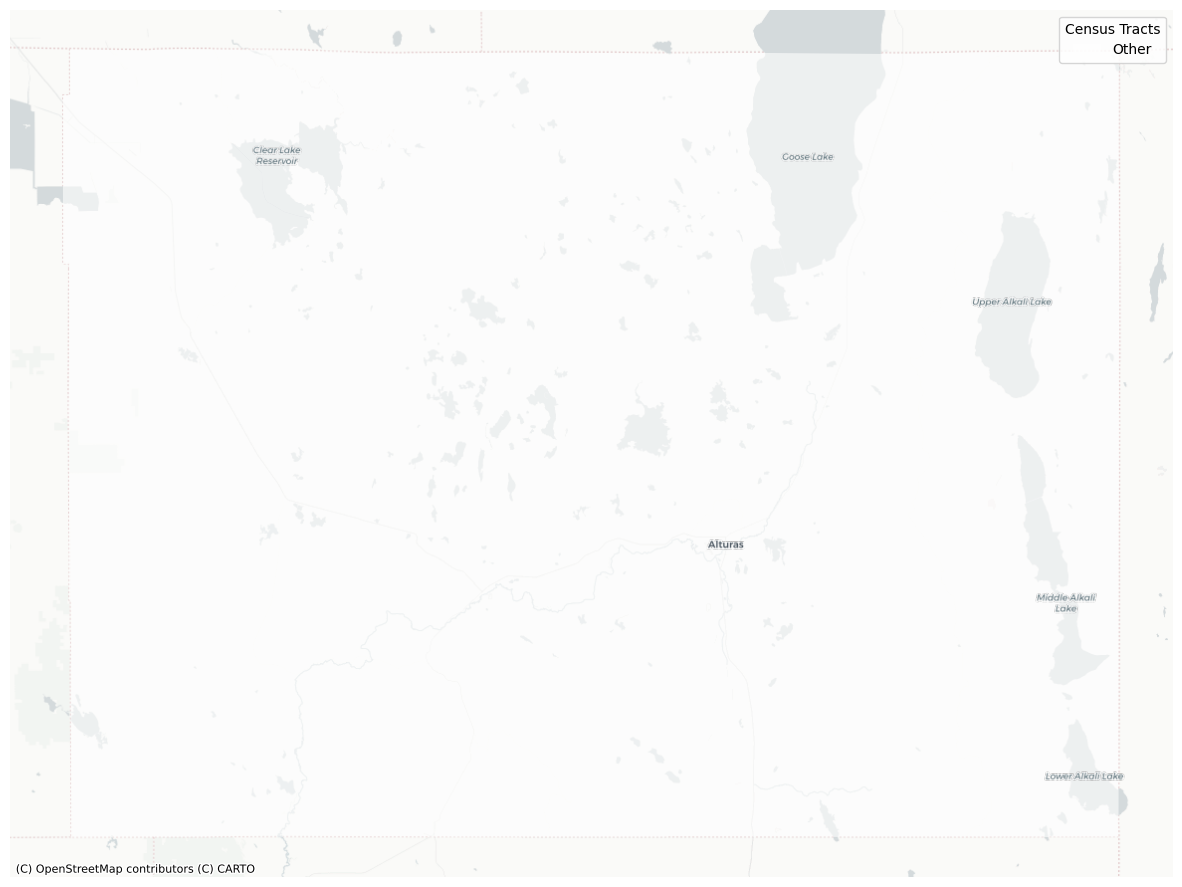 Census Tracts
Other
Clear Lake
Reservoir
Goose Lake
Upper Alkali Lake
Alturas
Middle Alkali
Lake
Lower Alkali Lake
(C) OpenStreetMap contributors (C) CARTO